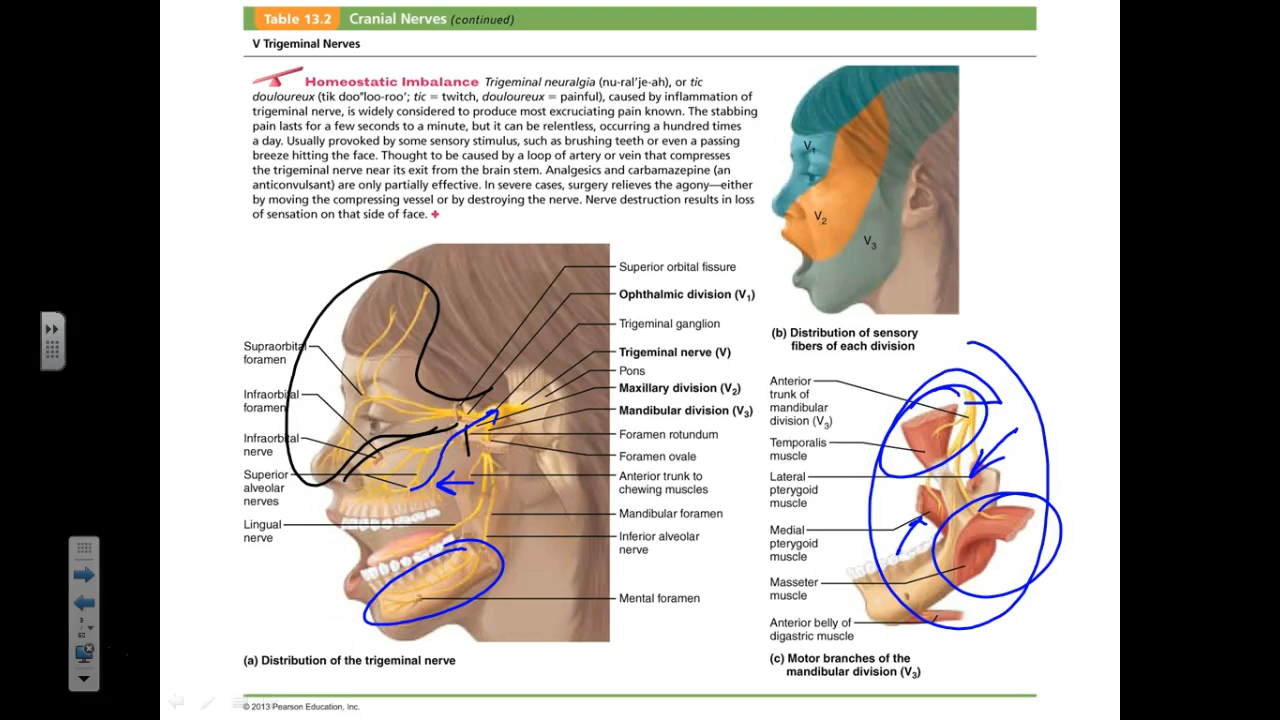 Table 13.2 Cranial Nerves (continued)
V Trigeminal Nerves
Homeostatic Imbalance Trigeminal neuralgia (nu-ral′je-ah), or tic
douloureux (tik doo″loo-roo′; tic = twitch, douloureux = painful), caused by inflammation of
trigeminal nerve, is widely considered to produce most excruciating pain known. The stabbing
pain lasts for a few seconds to a minute, but it can be relentless, occurring a hundred times
a day. Usually provoked by some sensory stimulus, such as brushing teeth or even a passing
breeze hitting the face. Thought to be caused by a loop of artery or vein that compresses
the trigeminal nerve near its exit from the brain stem. Analgesics and carbamazepine (an
anticonvulsant) are only partially effective. In severe cases, surgery relieves the agony—either
by moving the compressing vessel or by destroying the nerve. Nerve destruction results in loss
of sensation on that side of face.
Supraorbital
foramen
Infraorbital
foramen
Infraorbital
nerve
Superior
alveolar
nerves
Lingual
nerve
Superior orbital fissure
Ophthalmic division (V1)
Trigeminal ganglion
Trigeminal nerve (V)
Pons
Maxillary division (V2)
Mandibular division (V3)
Foramen rotundum
Foramen ovale
Anterior trunk to
chewing muscles
Mandibular foramen
Inferior alveolar
nerve
Mental foramen
(a) Distribution of the trigeminal nerve
V1
V2
V3
(b) Distribution of sensory
fibers of each division
Anterior
trunk of
mandibular
division (V3)
Temporalis
muscle
Lateral
pterygoid
muscle
Medial
pterygoid
muscle
Masseter
muscle
Anterior belly of
digastric muscle
(c) Motor branches of the
mandibular division (V3)
© 2013 Pearson Education, Inc.